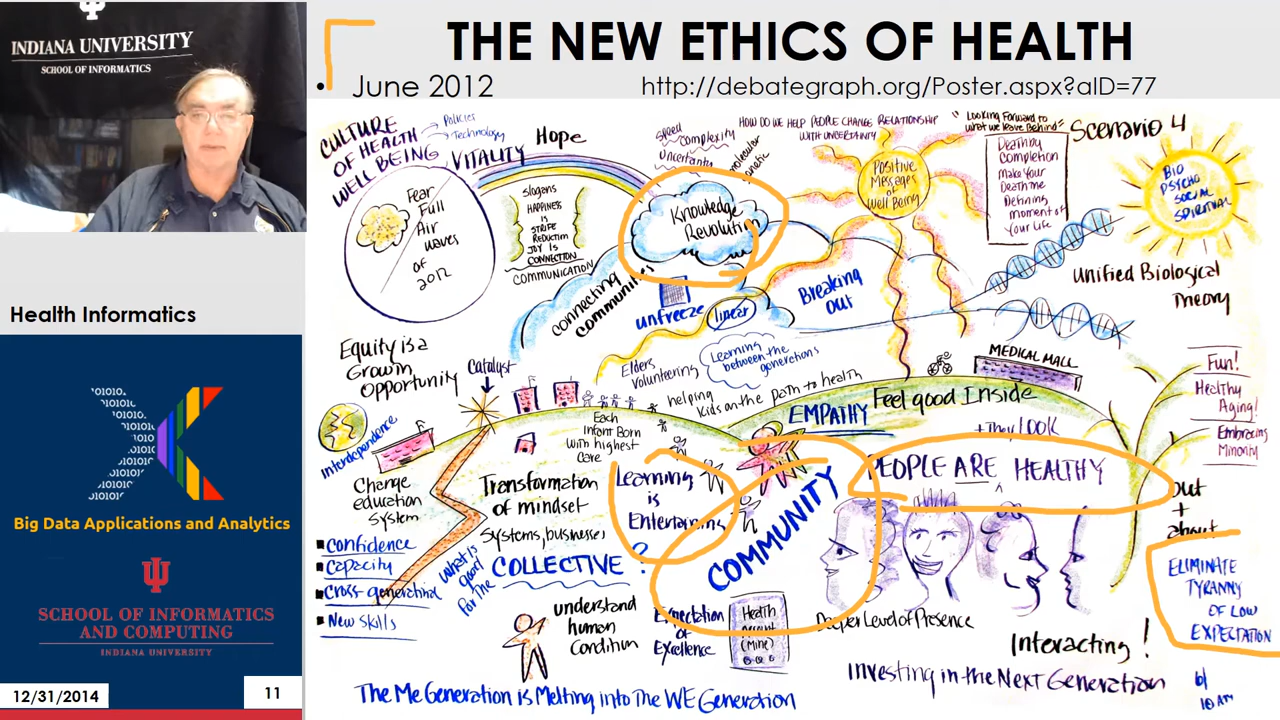 INDIANA UNIVERSITY
SCHOOL OF INFORMATICS
THE NEW ETHICS OF HEALTH
• June 2012
http://debategraph.org/Poster.aspx?aID=77
CULTURE
OF HEALTH
WELL BEING
Policies
Technology
VITALITY
Hope
Fear
Full
Air
waves
of
2012
slogans
HAPPINESS
IS
STRIFE
REDUCTION
JOY IS
CONNECTION
COMMUNICATION
Speed
Complexity
Uncertainty
molecular
genetic
Knowledge
Revolution
HOW DO WE HELP PEOPLE CHANGE RELATIONSHIP
WITH UNCERTAINTY
Positive
Messages
of
Well Being
"Looking Forward to
what we leave Behind"
Death by
Completion
Make Your
Death me
Defining
moment of
Your Life
Scenario 4
BIO
PSYCHO
SOCIAL
SPIRITUAL
Unified Biological
Theory
connecting
communities
unfreeze
linear
Breaking
Out
Learning
between the
generations
Elders
volunteering
helping
kids on the path to health
Equity is a
Growth
opportunity
Catalyst
Interdependence
Each
Infant Born
With highest
Care
EMPATHY
Feel good Inside
+ They LOOK
MEDICAL MALL
Fun!
Healthy
Aging!
Embracing
Minority
PEOPLE ARE HEALTHY
out
+
about
Change
education
System
Transformation
of mindset
Systems, businesses
Learning
is
Entertaining
?
COMMUNITY
What is
good
for the
COLLECTIVE
Confidence
Capacity
Cross generational
New Skills
understand
human
Condition
Expectation
of
Excellence
Health
(Mine)
Deeper Level of Presence
Interacting!
Investing in the Next Generation
ELIMINATE
TYRANNY
OF LOW
EXPECTATION
10 AM
The Me Generation is Melting into The WE Generation
Health Informatics
Big Data Applications and Analytics
SCHOOL OF INFORMATICS
AND COMPUTING
INDIANA UNIVERSITY
12/31/2014
11